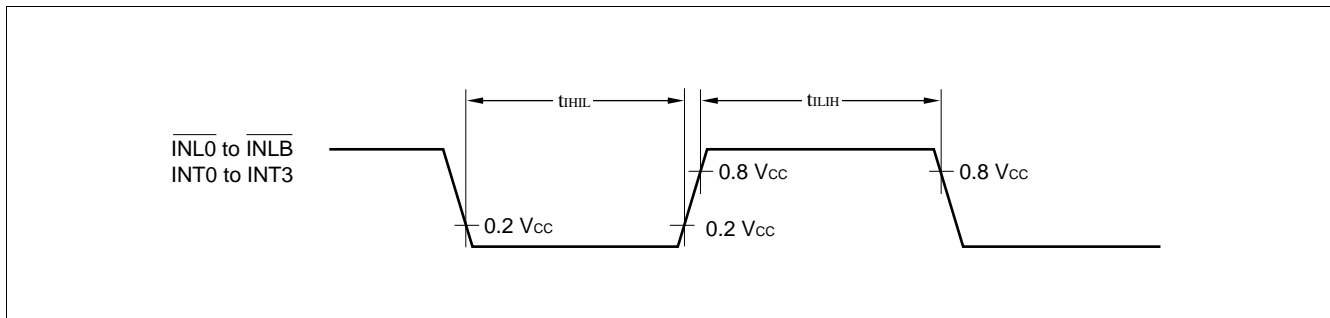 tIHIL
tILIH
INL0 to INLB
INT0 to INT3
0.8 VCC
0.8 VCC
0.2 VCC
0.2 VCC